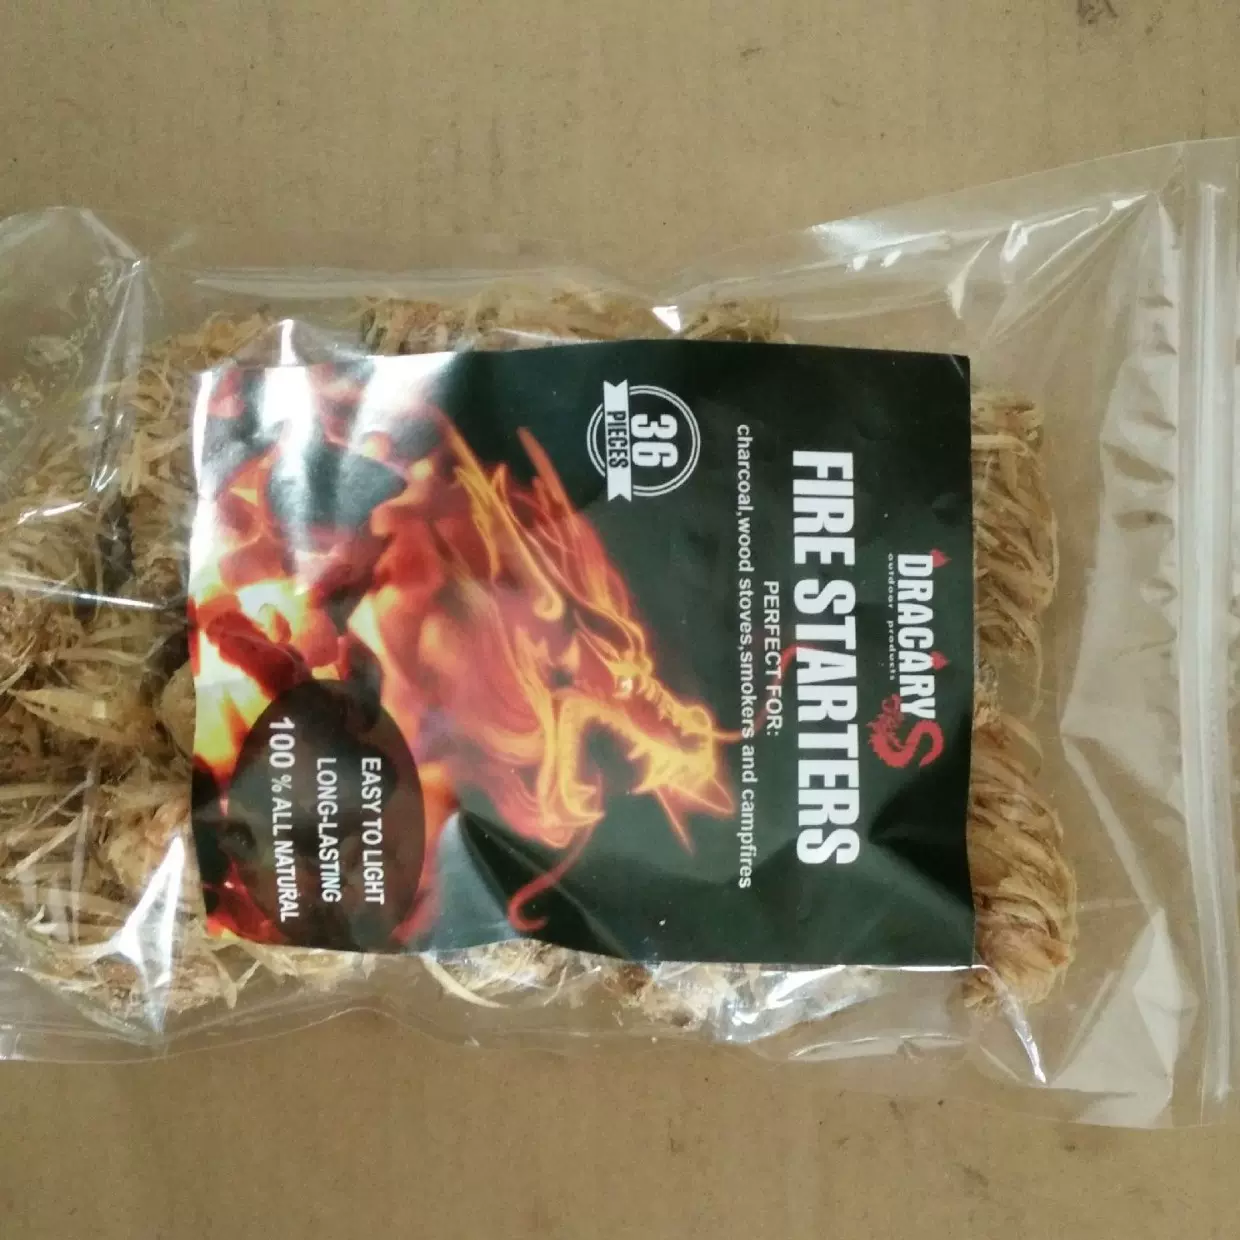 DRACARYS
outdoor products
FIRE STARTERS
PERFECT FOR:
charcoal,wood stoves,smokers and campfires
36
PIECES
EASY TO LIGHT
LONG-LASTING
100 % ALL NATURAL